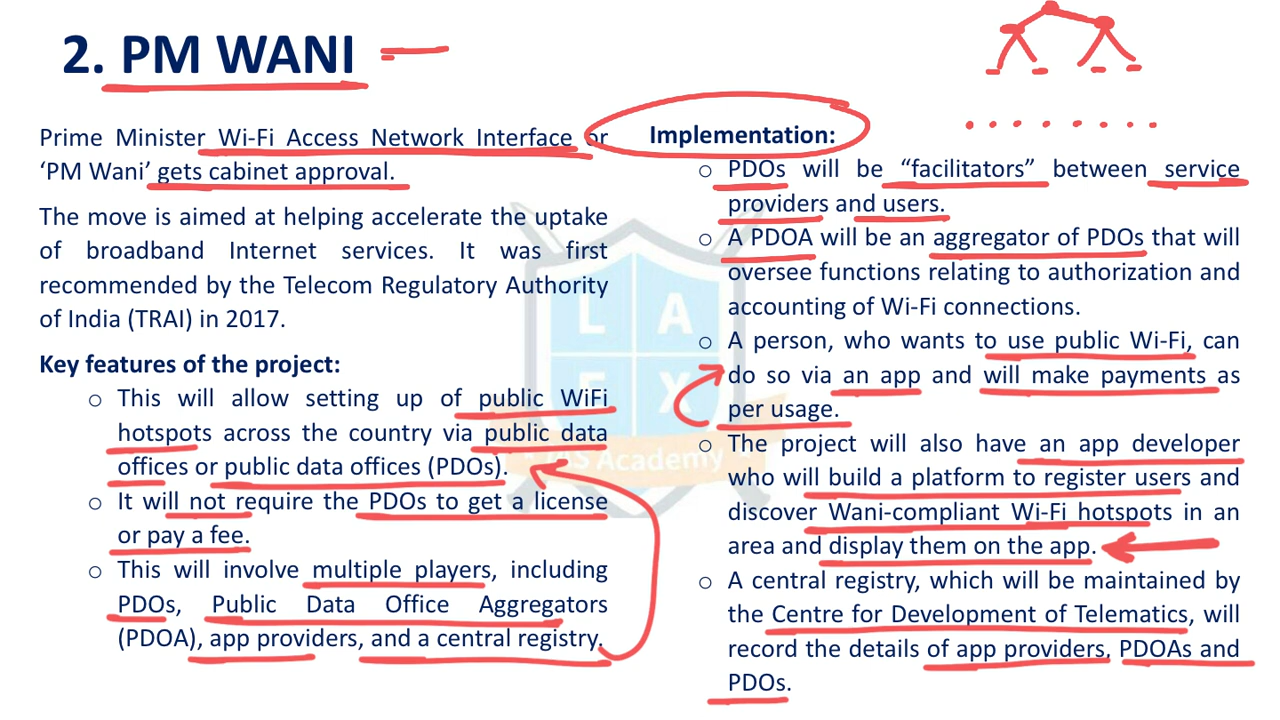 2. PM WANI
Prime Minister Wi-Fi Access Network Interface or
‘PM Wani’ gets cabinet approval.
The move is aimed at helping accelerate the uptake
of broadband Internet services. It was first
recommended by the Telecom Regulatory Authority
of India (TRAI) in 2017.
Key features of the project:
○ This will allow setting up of public WiFi
hotspots across the country via public data
offices or public data offices (PDOs).
○ It will not require the PDOs to get a license
or pay a fee.
○ This will involve multiple players, including
PDOs, Public Data Office Aggregators
(PDOA), app providers, and a central registry.
Implementation:
○ PDOs will be “facilitators” between service
providers and users.
○ A PDOA will be an aggregator of PDOs that will
oversee functions relating to authorization and
accounting of Wi-Fi connections.
○ A person, who wants to use public Wi-Fi, can
do so via an app and will make payments as
per usage.
○ The project will also have an app developer
who will build a platform to register users and
discover Wani-compliant Wi-Fi hotspots in an
area and display them on the app.
○ A central registry, which will be maintained by
the Centre for Development of Telematics, will
record the details of app providers, PDOAs and
PDOs.
L A
E X
Academy